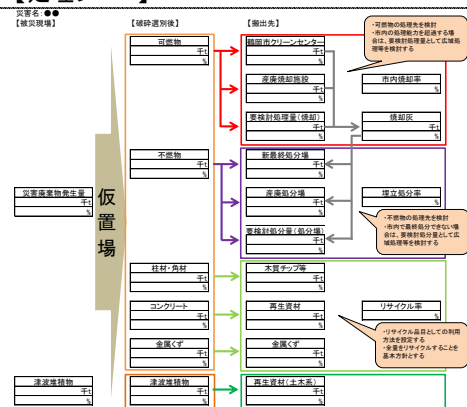 災害名:●●
【被災現場】
【破砕選別後】
【搬出先】
可燃物
千t
%
鶴岡市クリーンセンター
千t
%
・可燃物の処理先を検討
・市内の処理能力を超過する場
合は、要検討処理量として広域処
理等を検討する
産廃焼却施設
千t
%
市内焼却率
%
要検討処理量(焼却)
千t
%
焼却灰
千t
%
不燃物
千t
%
新最終処分場
千t
%
災害廃棄物発生量
千t
%
仮置場
産廃処分場
千t
%
埋立処分率
%
要検討処分量(処分場)
千t
%
・不燃物の処理先を検討
・市内で最終処分できない場
合は、要検討処分量として広
域処理等を検討する
柱材・角材
千t
%
木質チップ等
千t
%
コンクリート
千t
%
再生資材
千t
%
リサイクル率
%
金属くず
千t
%
金属くず
千t
%
・リサイクル品目としての利用
方法を設定する
・全量をリサイクルすることを
基本方針とする
津波堆積物
千t
%
津波堆積物
千t
%
再生資材(土木系)
千t
%